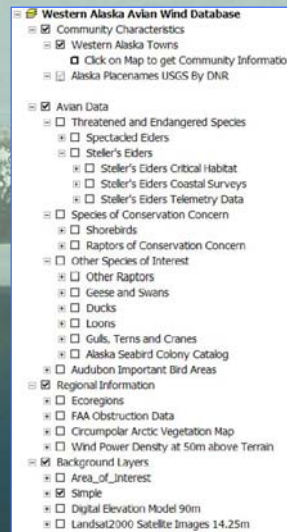 Western Alaska Avian Wind Database
Community Characteristics
Western Alaska Towns
Click on Map to get Community Informatio
Alaska Placenames USGS By DNR
Avian Data
Threatened and Endangered Species
Spectacled Eiders
Steller's Eiders
Steller's Eiders Critical Habitat
Steller's Eiders Coastal Surveys
Steller's Eiders Telemetry Data
Species of Conservation Concern
Shorebirds
Raptors of Conservation Concern
Other Species of Interest
Other Raptors
Geese and Swans
Ducks
Loons
Gulls, Terns and Cranes
Alaska Seabird Colony Catalog
Audubon Important Bird Areas
Regional Information
Ecoregions
FAA Obstruction Data
Circumpolar Arctic Vegetation Map
Wind Power Density at 50m above Terrain
Background Layers
Area_of_Interest
Simple
Digital Elevation Model 90m
Landsat2000 Satellite Images 14.25m